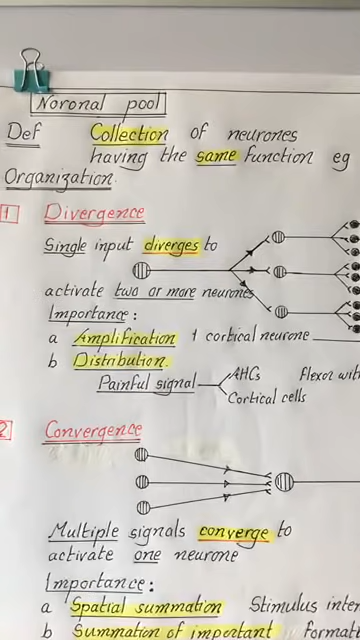 Noronal pool
Def Collection of neurones
having the same function eg
Organization.
1 Divergence
Single input diverges to
activate two or more neurones
Importance:
a Amplification 1 cortical neurone
b Distribution.
Painful signal AHCs Flexor with
Cortical cells
2 Convergence
Multiple signals converge to
activate one neurone
Importance:
a Spatial summation Stimulus inter
b Summation of important format